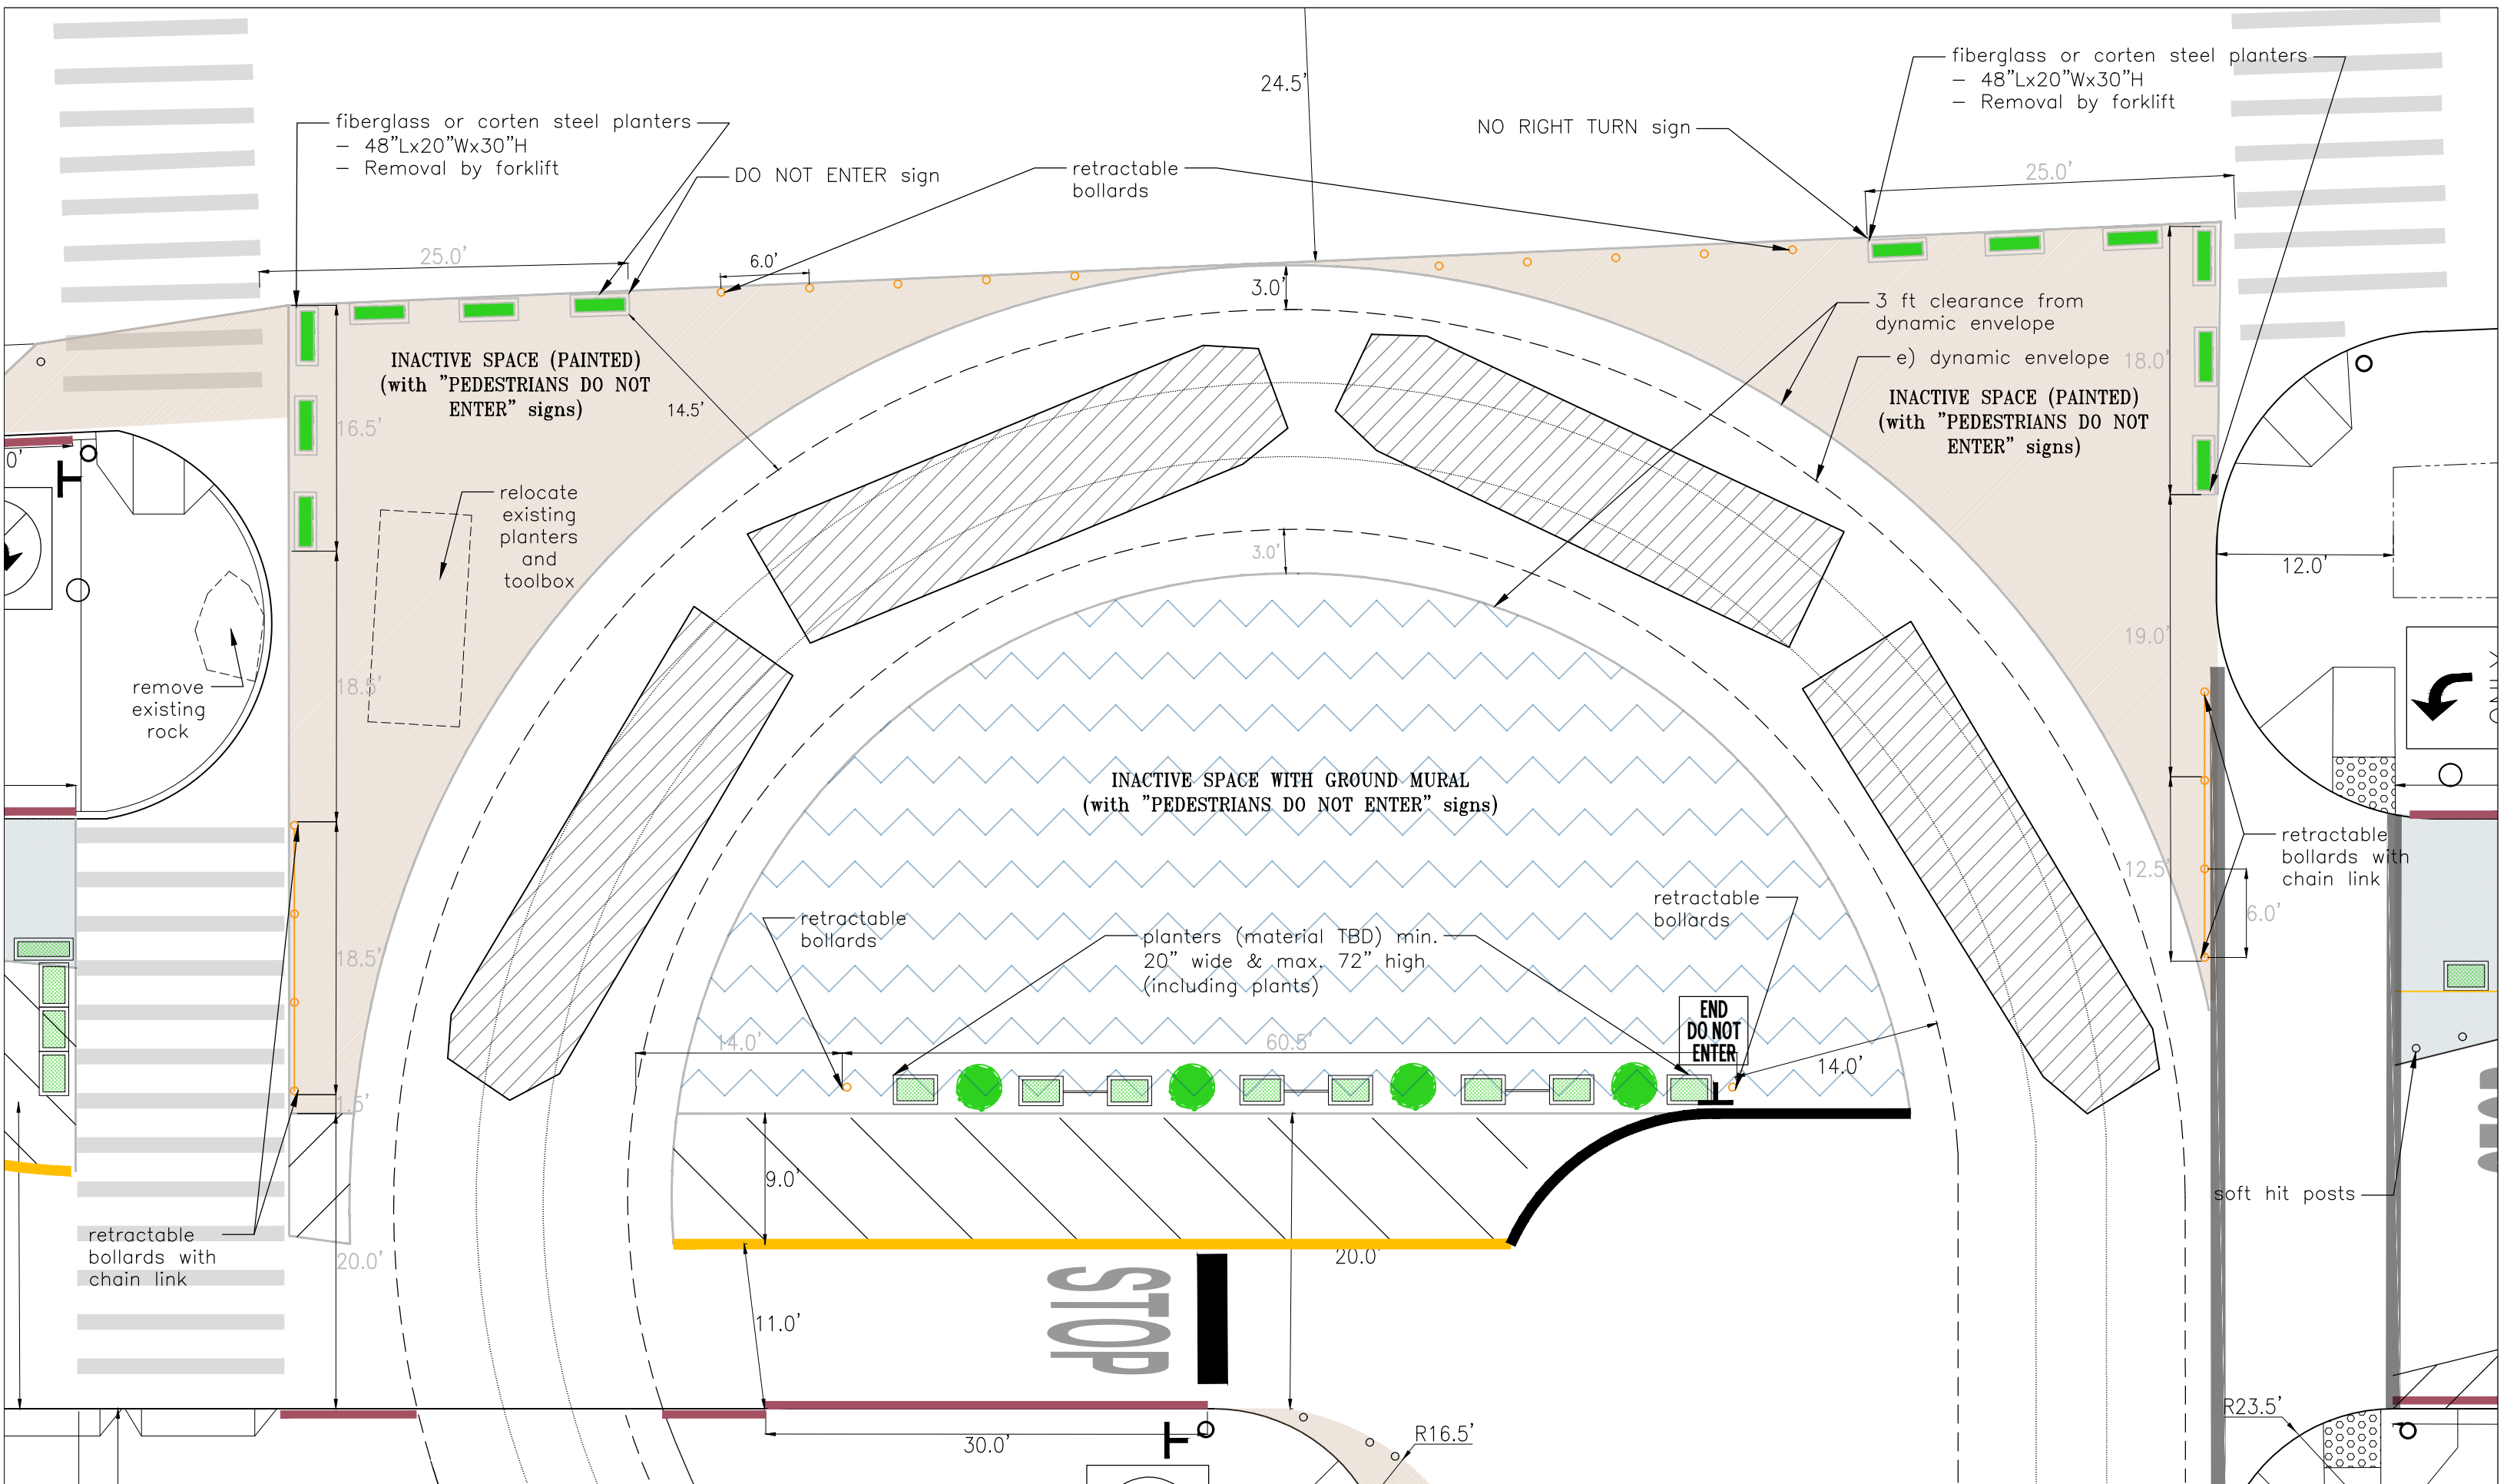 24.5'
fiberglass or corten steel planters
– 48"Lx20"Wx30"H
– Removal by forklift
fiberglass or corten steel planters
– 48"Lx20"Wx30"H
– Removal by forklift
NO RIGHT TURN sign
DO NOT ENTER sign
retractable
bollards
25.0'
25.0'
6.0'
3.0'
3 ft clearance from
dynamic envelope
e) dynamic envelope
18.0'
INACTIVE SPACE (PAINTED)
(with "PEDESTRIANS DO NOT
ENTER" signs)
14.5'
16.5'
INACTIVE SPACE (PAINTED)
(with "PEDESTRIANS DO NOT
ENTER" signs)
0'
relocate
existing
planters
and
toolbox
3.0'
12.0'
19.0'
remove
existing
rock
18.5'
INACTIVE SPACE WITH GROUND MURAL
(with "PEDESTRIANS DO NOT ENTER" signs)
retractable
bollards with
chain link
12.5'
6.0'
retractable
bollards
retractable
bollards
planters (material TBD) min.
20" wide & max. 72" high
(including plants)
18.5'
END
DO NOT
ENTER
14.0'
60.5'
14.0'
1.5'
9.0'
soft hit posts
retractable
bollards with
chain link
20.0'
20.0'
11.0'
STOP
30.0'
R16.5'
R23.5'